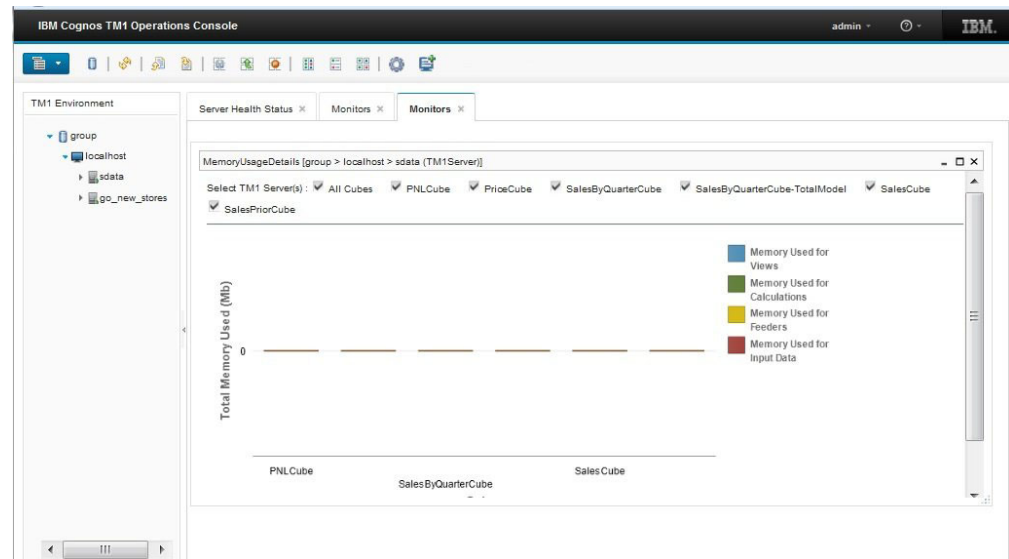 IBM Cognos TM1 Operations Console
admin
IBM.
TM1 Environment
group
localhost
sdata
go_new_stores
Server Health Status
Monitors
Monitors
MemoryUsageDetails [group > localhost > sdata (TM1Server)]
Select TM1 Server(s) : All Cubes PNLCube PriceCube SalesByQuarterCube SalesByQuarterCube-TotalModel SalesCube
SalesPriorCube
Total Memory Used (Mb)
0
Memory Used for
Views
Memory Used for
Calculations
Memory Used for
Feeders
Memory Used for
Input Data
PNLCube
SalesByQuarterCube
SalesCube